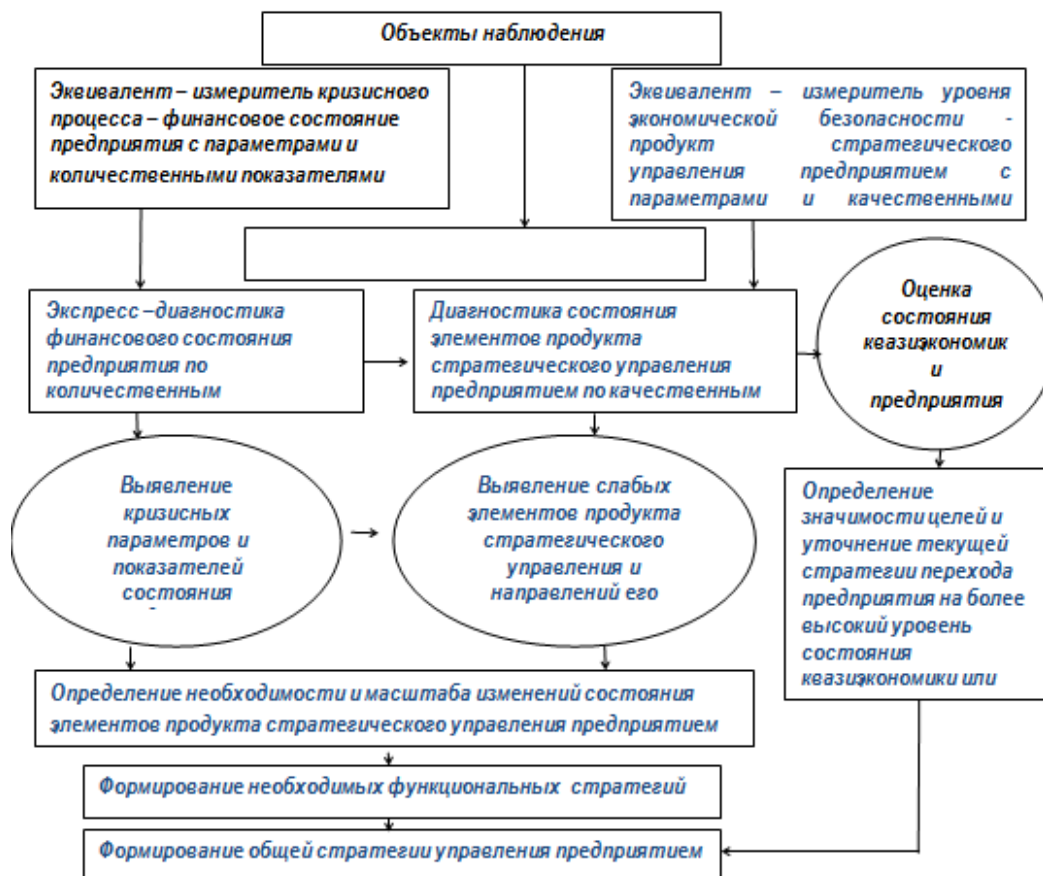 Объекты наблюдения
Эквивалент – измеритель кризисного
процесса – финансовое состояние
предприятия с параметрами и
количественными показателями
Эквивалент – измеритель уровня
экономической безопасности -
продукт стратегического
управления предприятием с
параметрами и качественными
Экспресс –диагностика
финансового состояния
предприятия по
количественным
Диагностика состояния
элементов продукта
стратегического управления
предприятием по качественным
Оценка
состояния
квазиэкономик
и
предприятия
Выявление
кризисных
параметров и
показателей
состояния
Выявление слабых
элементов продукта
стратегического
управления и
направлений его
Определение
значимости целей и
уточнение текущей
стратегии перехода
предприятия на более
высокий уровень
состояния
квазиэкономики или
Определение необходимости и масштаба изменений состояния
элементов продукта стратегического управления предприятием
Формирование необходимых функциональных стратегий
Формирование общей стратегии управления предприятием